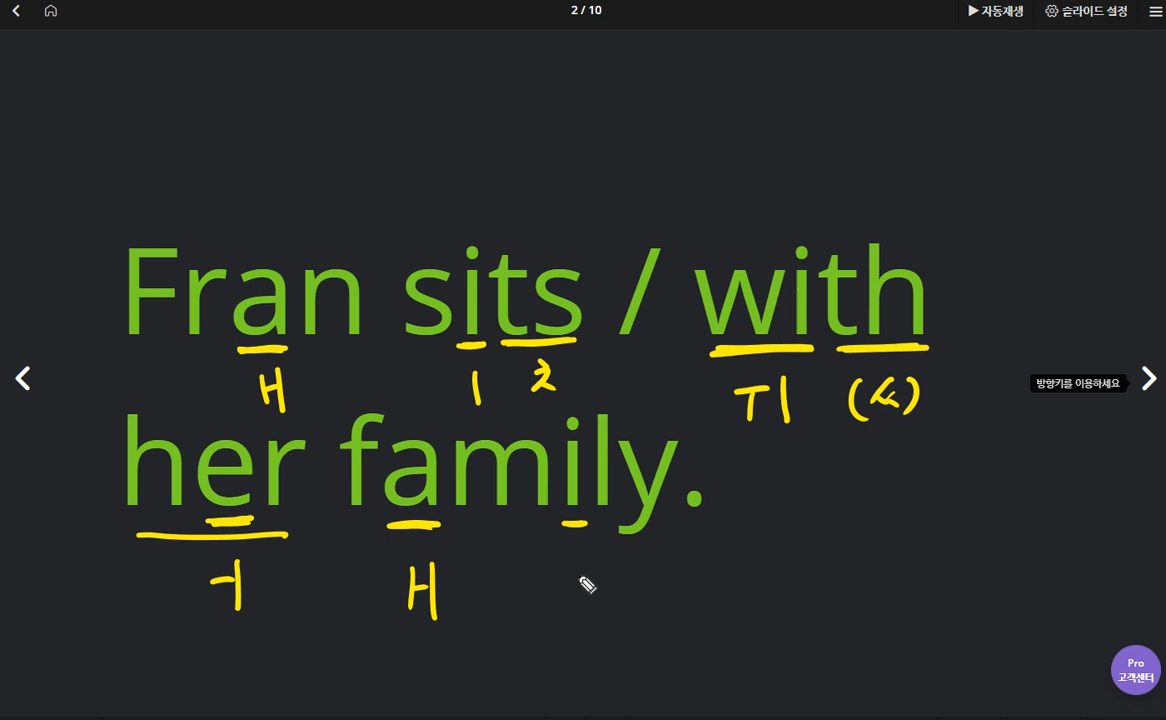 2 / 10
▶ 자동재생
슬라이드 설정
Fran sits / with
ㅐ ㅣ ㅊ ㅟ
방향키를 이용하세요
her family.
ㅓ ㅐ
Pro
고객센터